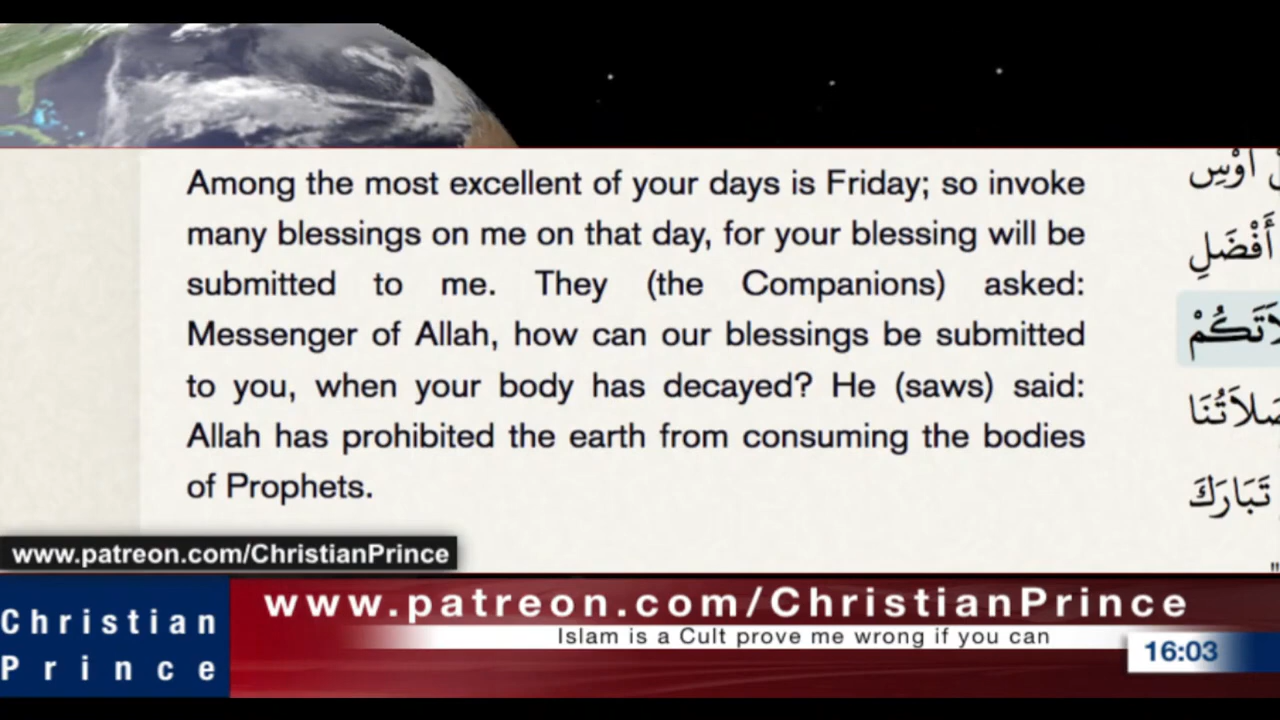 Among the most excellent of your days is Friday; so invoke
many blessings on me on that day, for your blessing will be
submitted to me. They (the Companions) asked:
Messenger of Allah, how can our blessings be submitted
to you, when your body has decayed? He (saws) said:
Allah has prohibited the earth from consuming the bodies
of Prophets.
أَوْسِ
أَفْضَلِ
صَلاَتُنَا
تَبَارَكَ
www.patreon.com/ChristianPrince
Christian
Prince
www.patreon.com/ChristianPrince
Islam is a Cult prove me wrong if you can
16:03